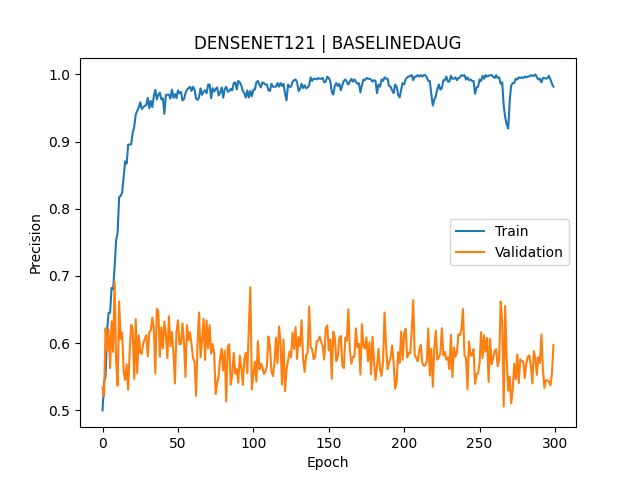 DENSENET121 | BASELINEDAUG
Precision
1.0
0.9
0.8
0.7
0.6
0.5
Train
Validation
0 50 100 150 200 250 300
Epoch